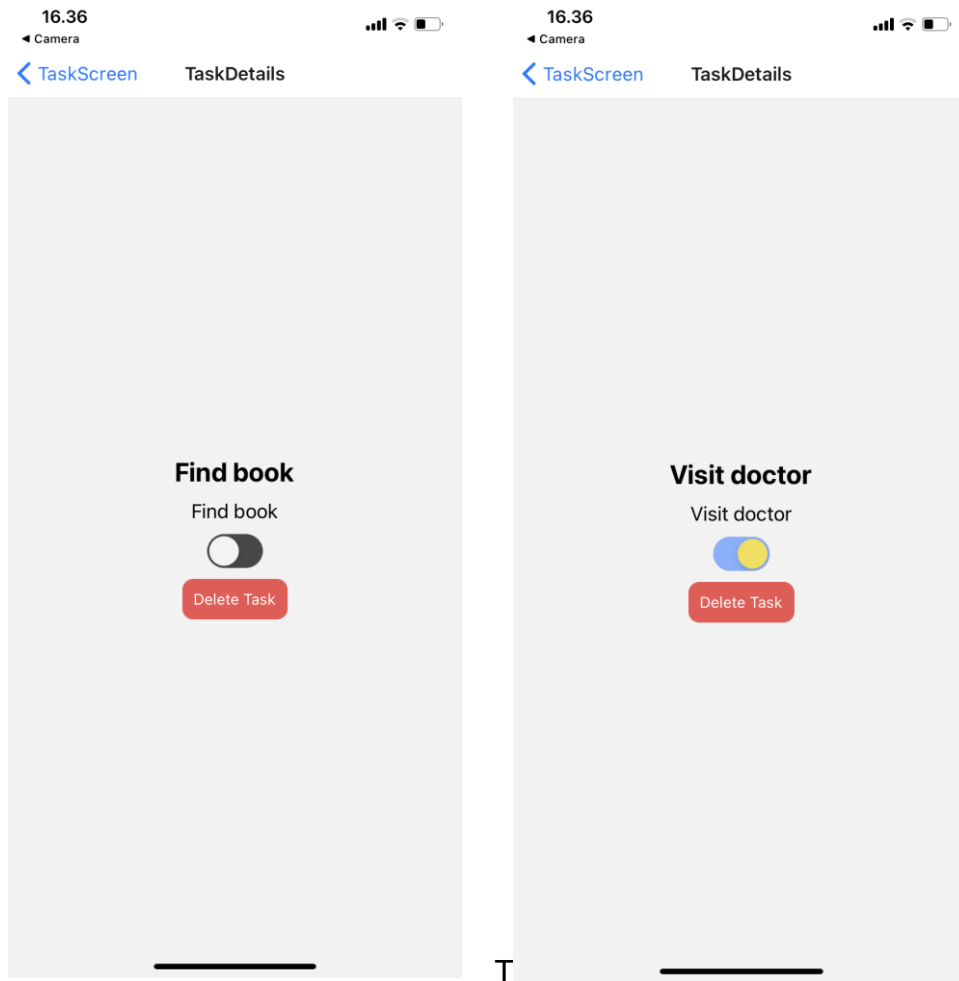 16.36
◀ Camera
TaskScreen TaskDetails
Find book
Find book
Delete Task
16.36
◀ Camera
TaskScreen TaskDetails
Visit doctor
Visit doctor
Delete Task
T